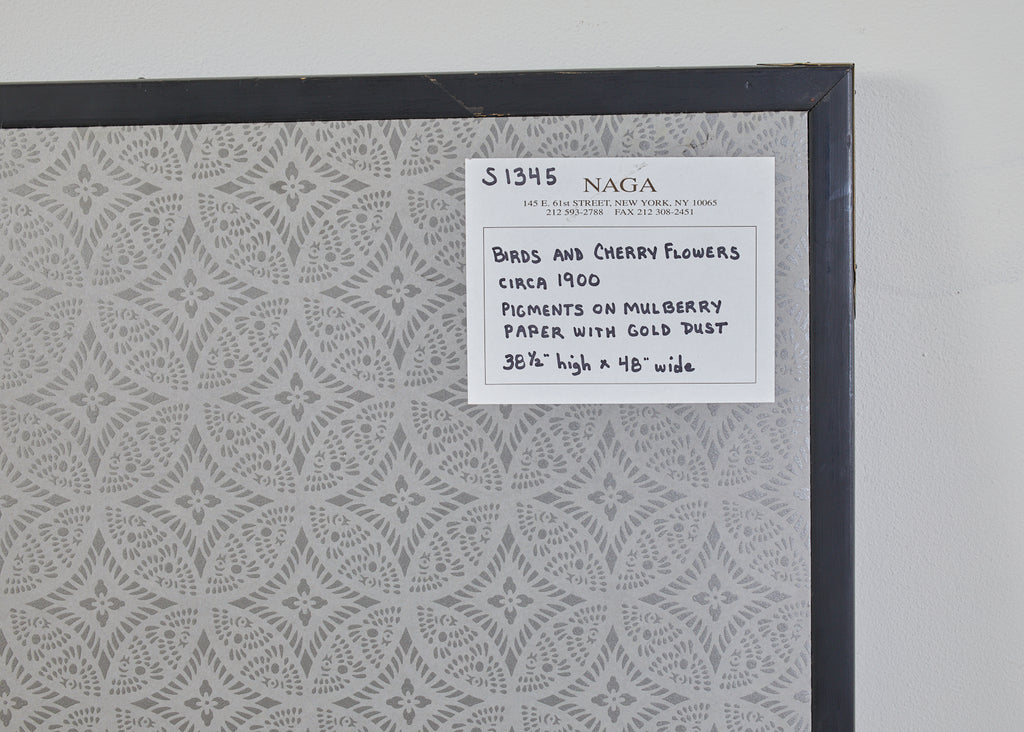 S1345
NAGA
145 E. 61st STREET, NEW YORK, NY 10065
212 593-2788 FAX 212 308-2451
BIRDS AND CHERRY FLOWERS
CIRCA 1900
PIGMENTS ON MULBERRY
PAPER WITH GOLD DUST
38½" high x 48" wide